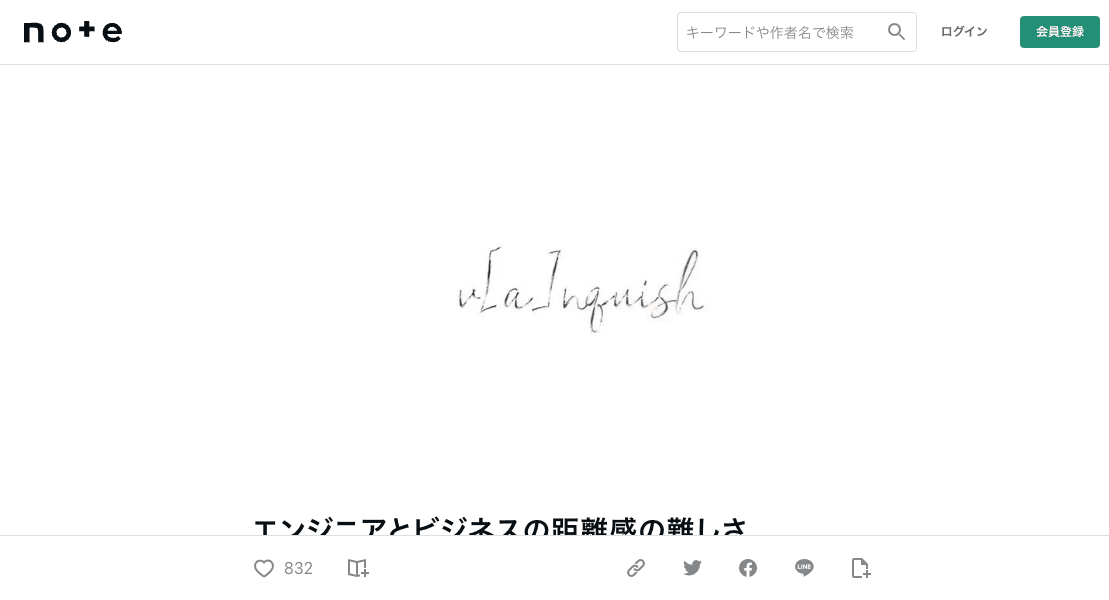 note
キーワードや作者名で検索
ログイン
会員登録
v[a]nquish
エンジニアとビジネスの距離感の難しさ
832
LINE